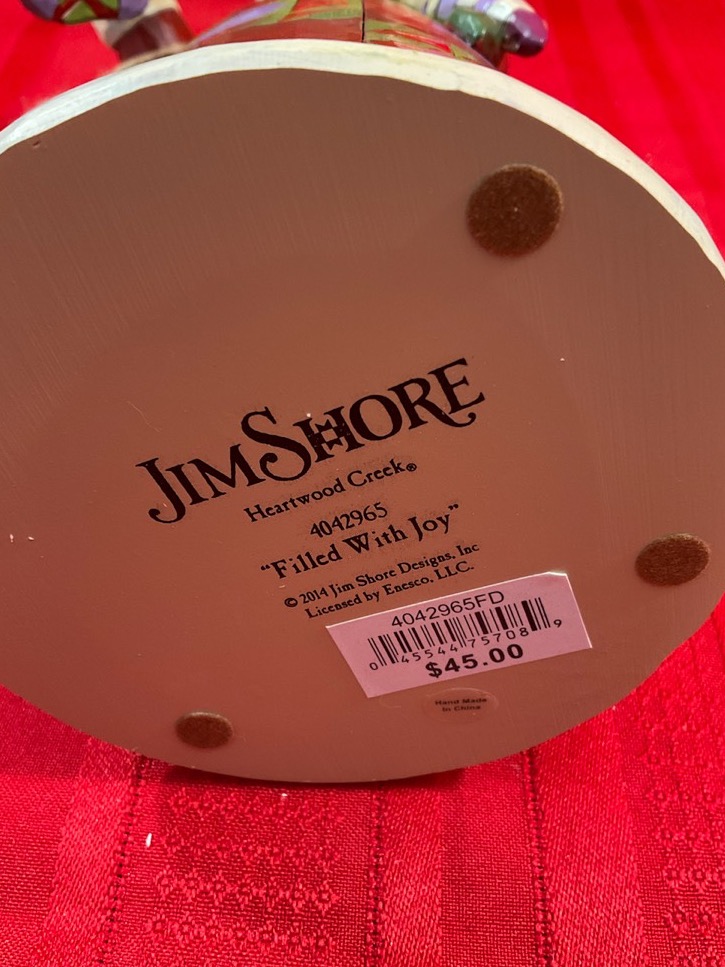 JIM SHORE
Heartwood Creek®
4042965
"Filled With Joy"
© 2014 Jim Shore Designs, Inc
Licensed by Enesco, LLC.
4042965FD
0 45544 75708 9
$45.00
Hand Made
In China